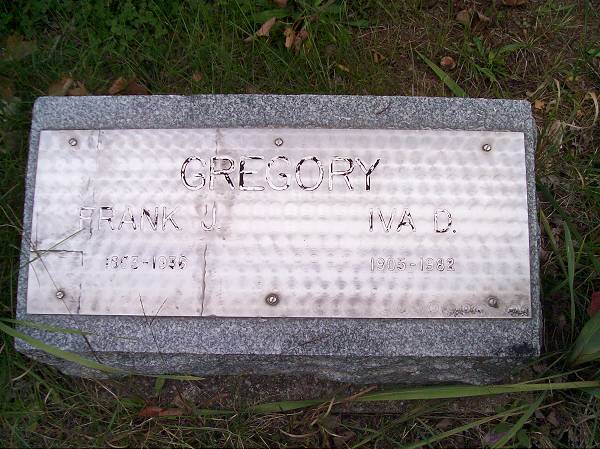 GREGORY
FRANK J. IVA D.
1905-1982